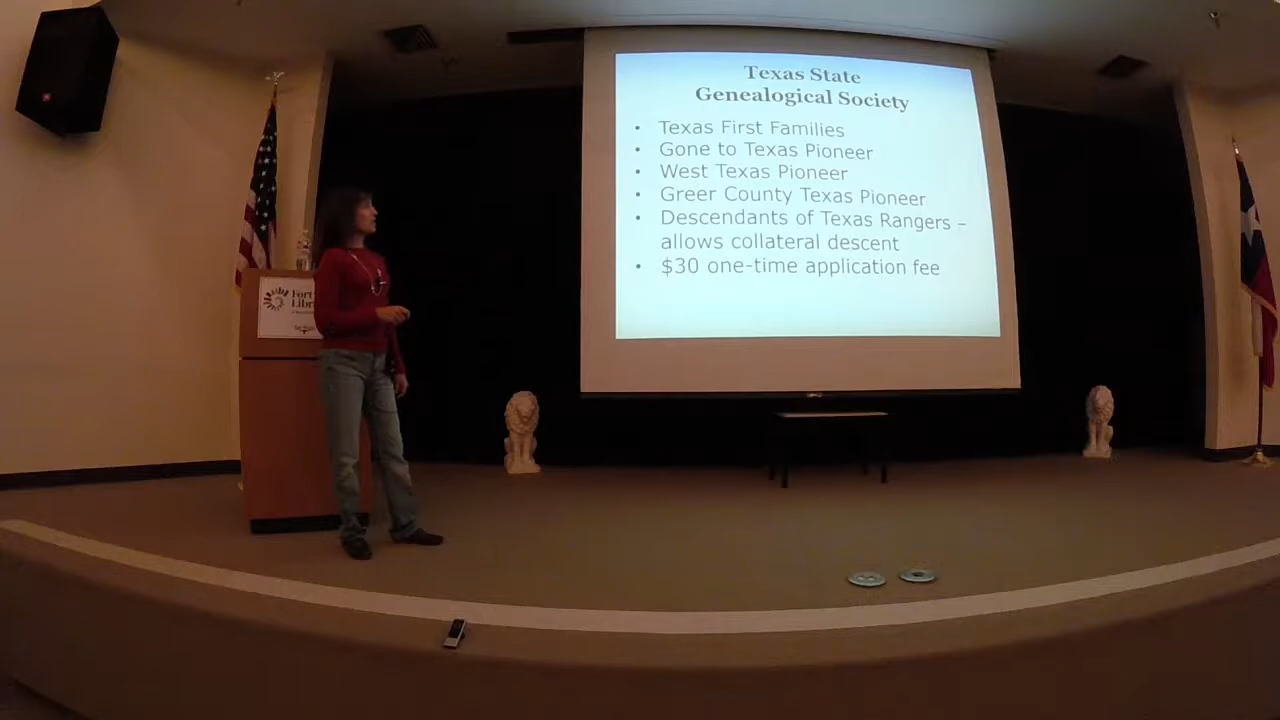 Texas State
Genealogical Society
• Texas First Families
• Gone to Texas Pioneer
• West Texas Pioneer
• Greer County Texas Pioneer
• Descendants of Texas Rangers –
allows collateral descent
• $30 one-time application fee